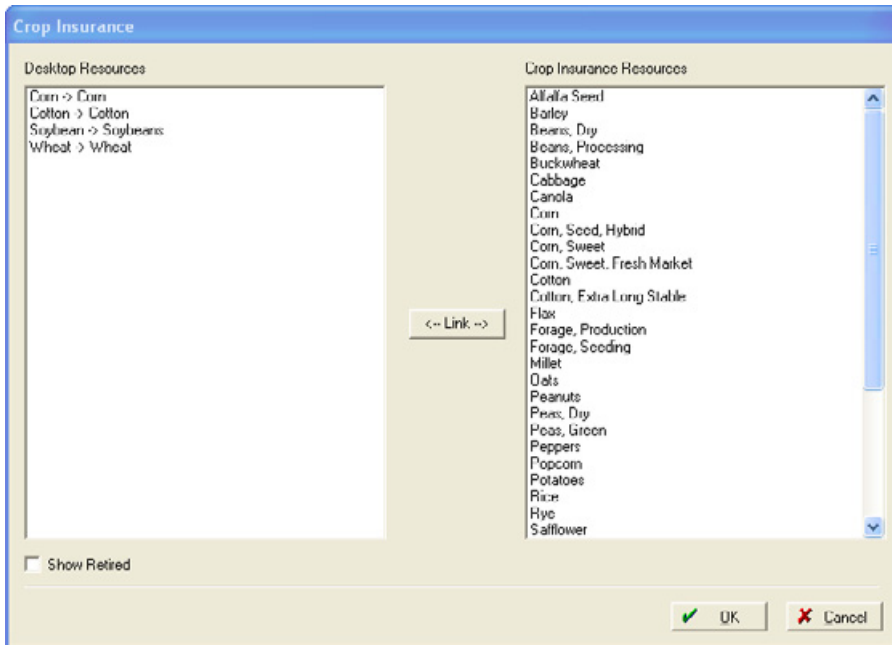 Crop Insurance
Desktop Resources
Corn -> Corn
Cotton -> Cotton
Soybean -> Soybeans
Wheat -> Wheat
<-- Link -->
Crop Insurance Resources
Alfalfa Seed
Barley
Beans, Dry
Beans, Processing
Buckwheat
Cabbage
Canola
Corn
Corn, Seed, Hybrid
Corn, Sweet
Corn, Sweet, Fresh Market
Cotton
Cotton, Extra Long Stable
Flax
Forage, Production
Forage, Seeding
Millet
Oats
Peanuts
Peas, Dry
Peas, Green
Peppers
Popcorn
Potatoes
Rice
Rye
Safflower
Show Retired
OK
Cancel